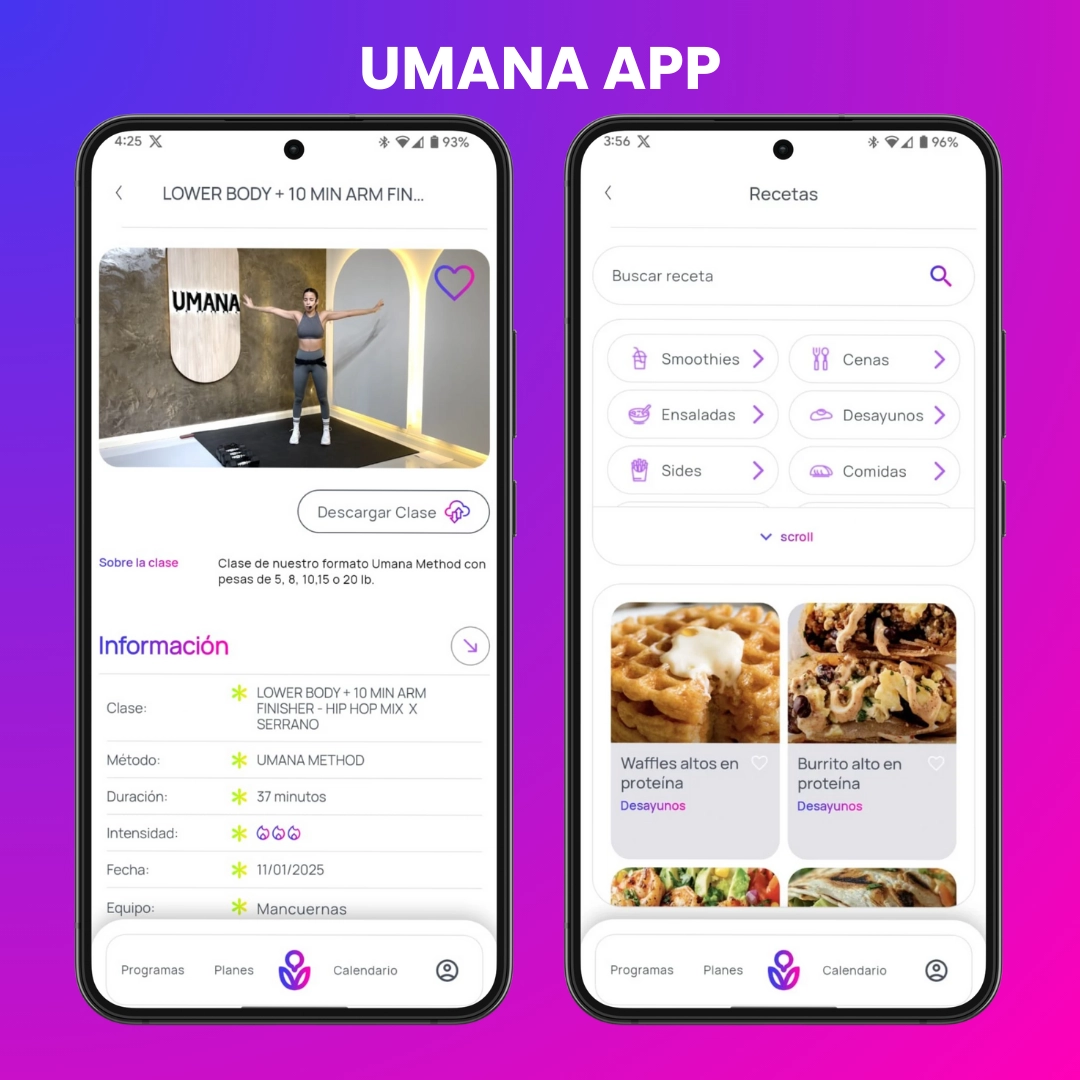 UMANA APP
4:25
93%
LOWER BODY + 10 MIN ARM FIN...
UMANA
Descargar Clase
Sobre la clase
Clase de nuestro formato Umana Method con
pesas de 5, 8, 10,15 o 20 lb.
Información
Clase:
LOWER BODY + 10 MIN ARM
FINISHER - HIP HOP MIX X
SERRANO
Método:
UMANA METHOD
Duración:
37 minutos
Intensidad:
Fecha:
11/01/2025
Equipo:
Mancuernas
Programas
Planes
Calendario
3:56
96%
Recetas
Buscar receta
Smoothies
Cenas
Ensaladas
Desayunos
Sides
Comidas
scroll
Waffles altos en
proteína
Desayunos
Burrito alto en
proteína
Desayunos
Programas
Planes
Calendario